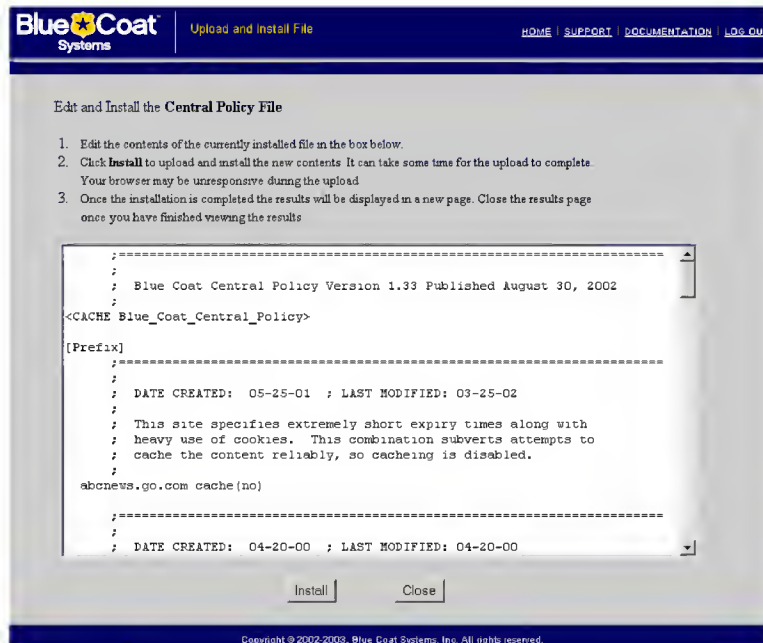 Blue Coat
Systems
Upload and Install File
HOME | SUPPORT | DOCUMENTATION | LOG OU
Edit and Install the Central Policy File
1. Edit the contents of the currently installed file in the box below.
2. Click Install to upload and install the new contents. It can take some time for the upload to complete.
Your browser may be unresponsive during the upload
3. Once the installation is completed the results will be displayed in a new page. Close the results page
once you have finished viewing the results
;=======================================================================
;
; Blue Coat Central Policy Version 1.33 Published August 30, 2002
;
<CACHE Blue_Coat_Central_Policy>
[Prefix]
;=======================================================================
;
; DATE CREATED: 05-25-01 ; LAST MODIFIED: 03-25-02
;
; This site specifies extremely short expiry times along with
; heavy use of cookies. This combination subverts attempts to
; cache the content reliably, so cacheing is disabled.
;
abcnews.go.com cache(no)
;=======================================================================
;
; DATE CREATED: 04-20-00 ; LAST MODIFIED: 04-20-00
Install
Close
Copyright © 2002-2003, Blue Coat Systems, Inc. All rights reserved.